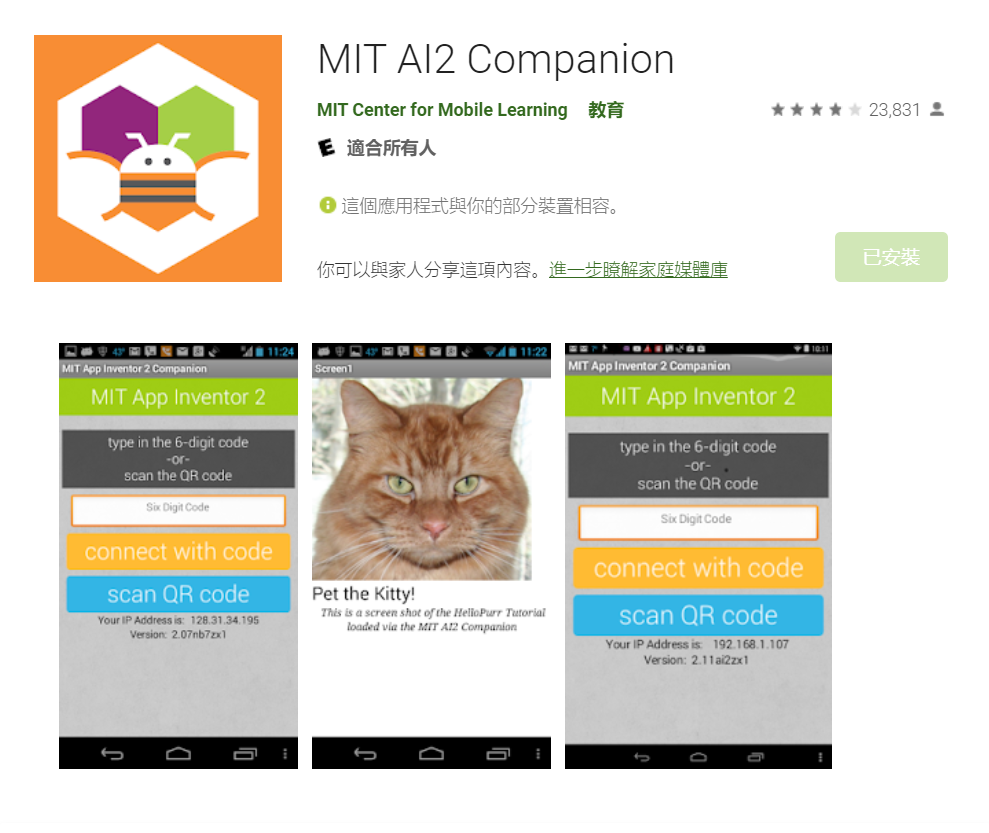 MIT AI2 Companion
MIT Center for Mobile Learning 教育 23,831
E 適合所有人
這個應用程式與你的部分裝置相容。
你可以與家人分享這項內容。進一步瞭解家庭媒體庫
已安裝
43° 11:24
MIT App Inventor 2 Companion
MIT App Inventor 2
type in the 6-digit code
-or-
scan the QR code
Six Digit Code
connect with code
scan QR code
Your IP Address is: 128.31.34.195
Version: 2.07nb7zx1
43° 11:22
Screen1
Pet the Kitty!
This is a screen shot of the HelloPurr Tutorial
loaded via the MIT AI2 Companion
10:51
MIT App Inventor 2 Companion
MIT App Inventor 2
type in the 6-digit code
-or-
scan the QR code
Six Digit Code
connect with code
scan QR code
Your IP Address is: 192.168.1.107
Version: 2.11ai2zx1